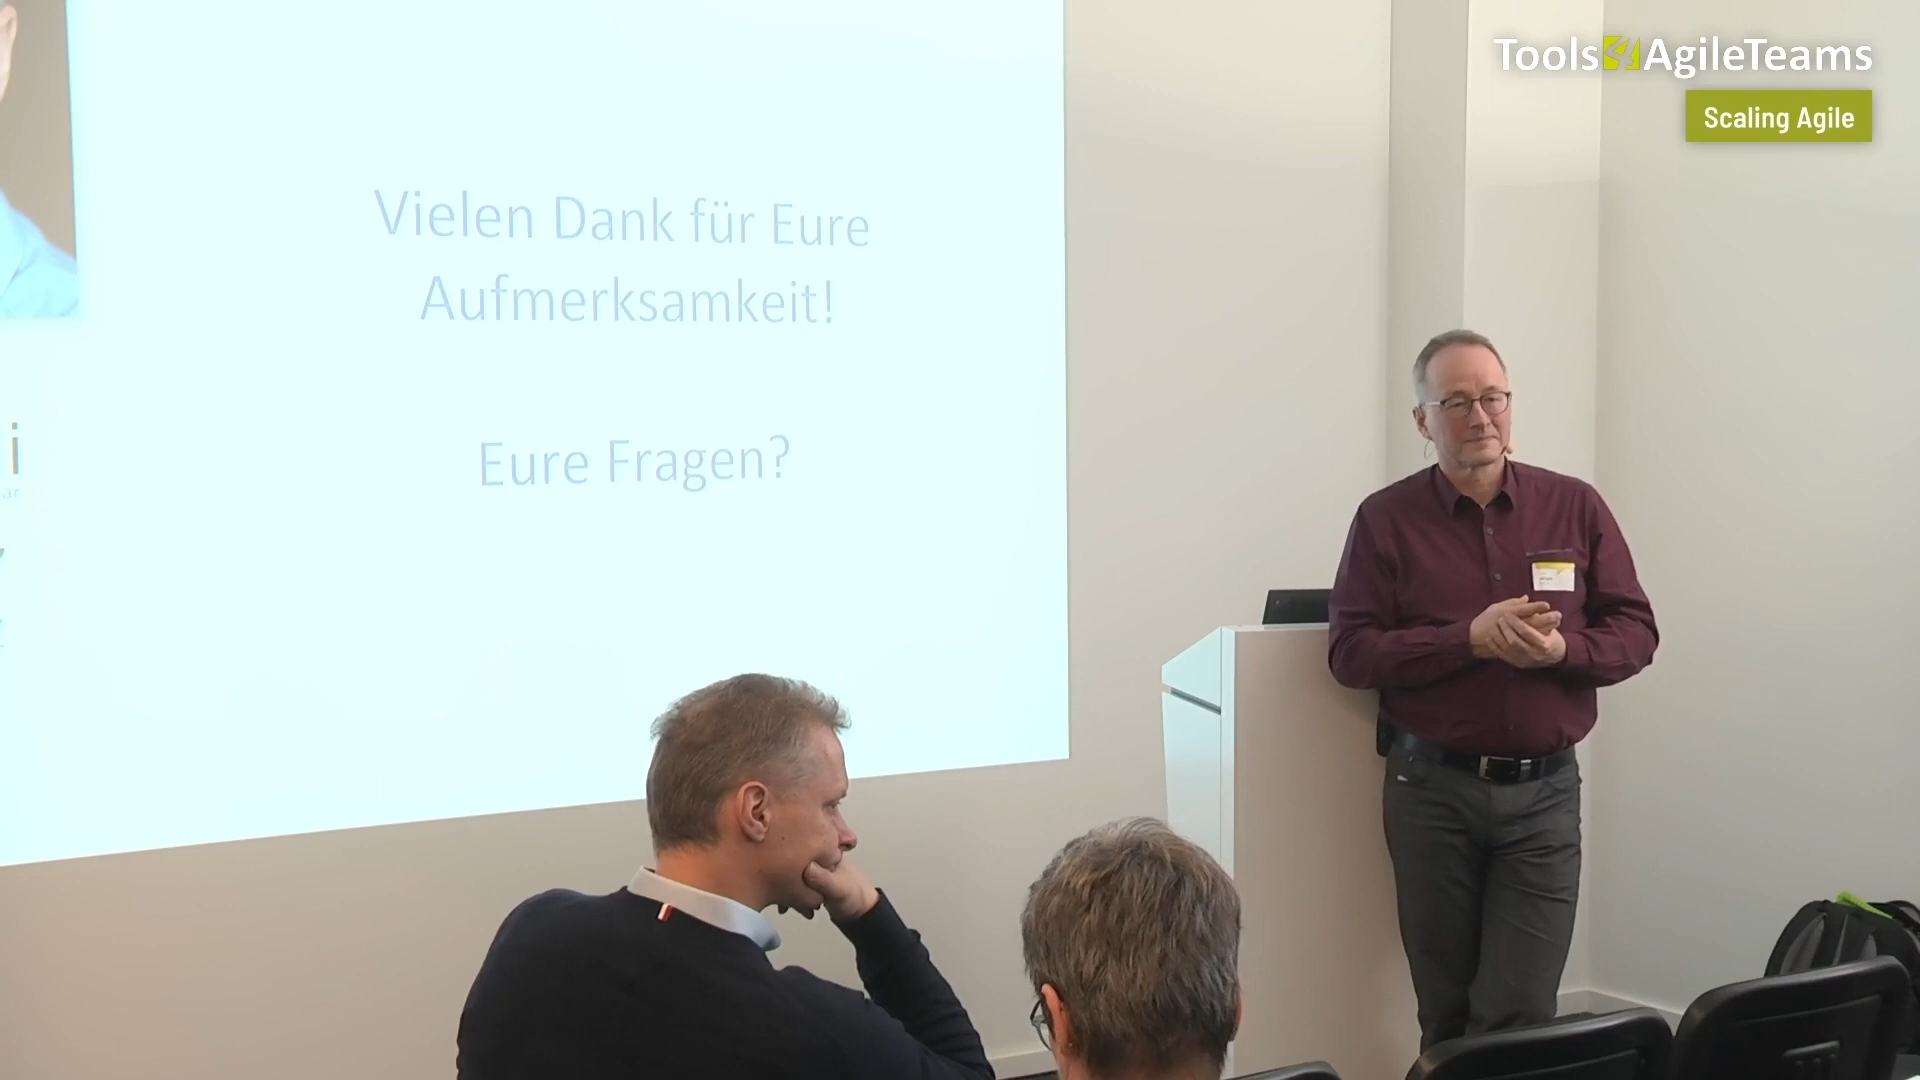 Tools4AgileTeams
Scaling Agile
Vielen Dank für Eure
Aufmerksamkeit!
Eure Fragen?
i